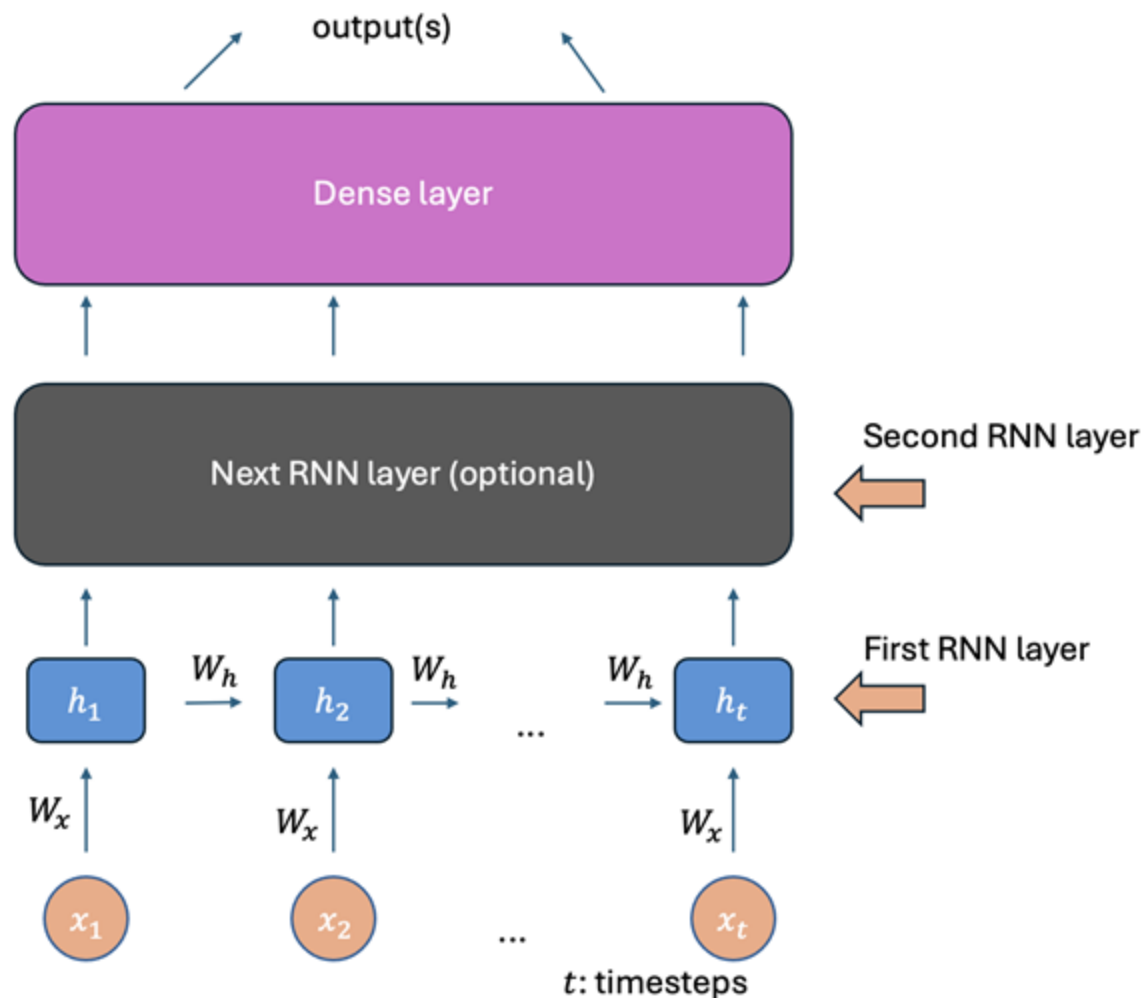 output(s)
Dense layer
Second RNN layer
Next RNN layer (optional)
First RNN layer
W_h W_h W_h
h_1 h_2 ... h_t
W_x W_x W_x
x_1 x_2 ... x_t
t: timesteps